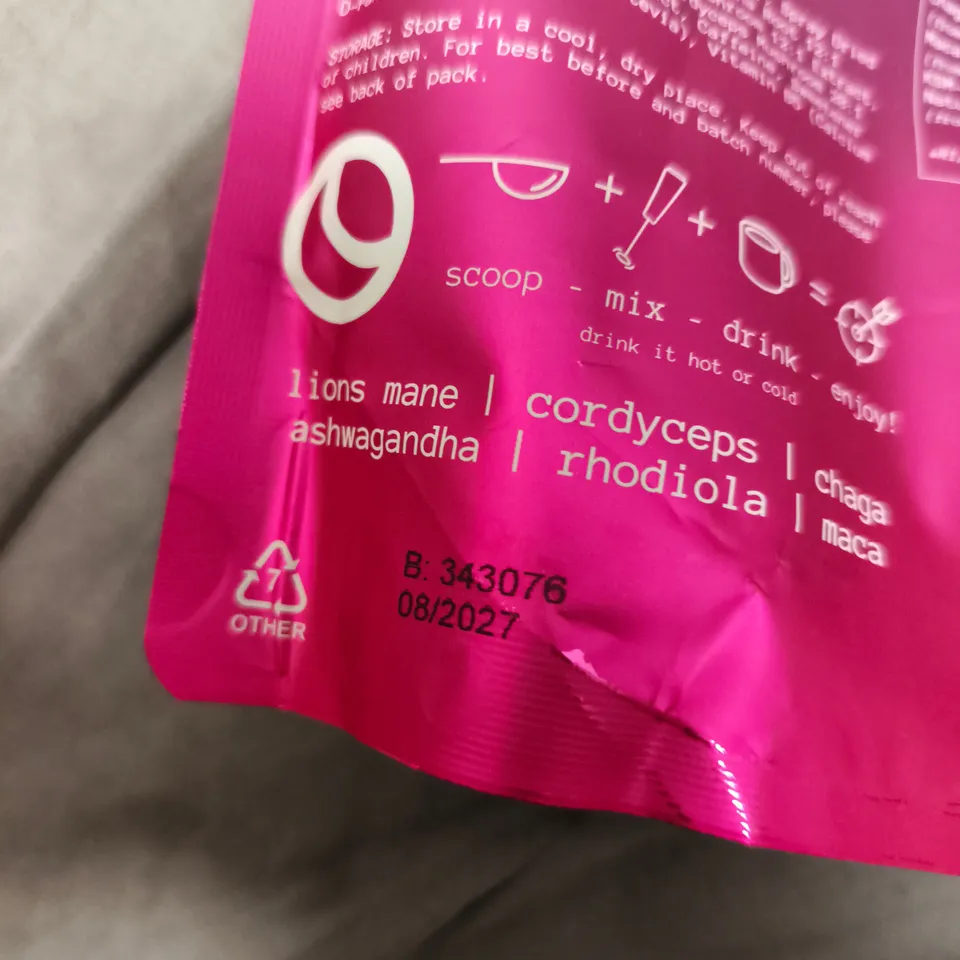 STORAGE: Store in a cool, dry place. Keep out of reach
of children. For best before and batch number, please
see back of pack.
scoop - mix - drink - enjoy!
drink it hot or cold
lions mane | cordyceps | chaga
ashwagandha | rhodiola | maca
7
OTHER
B: 343076
08/2027